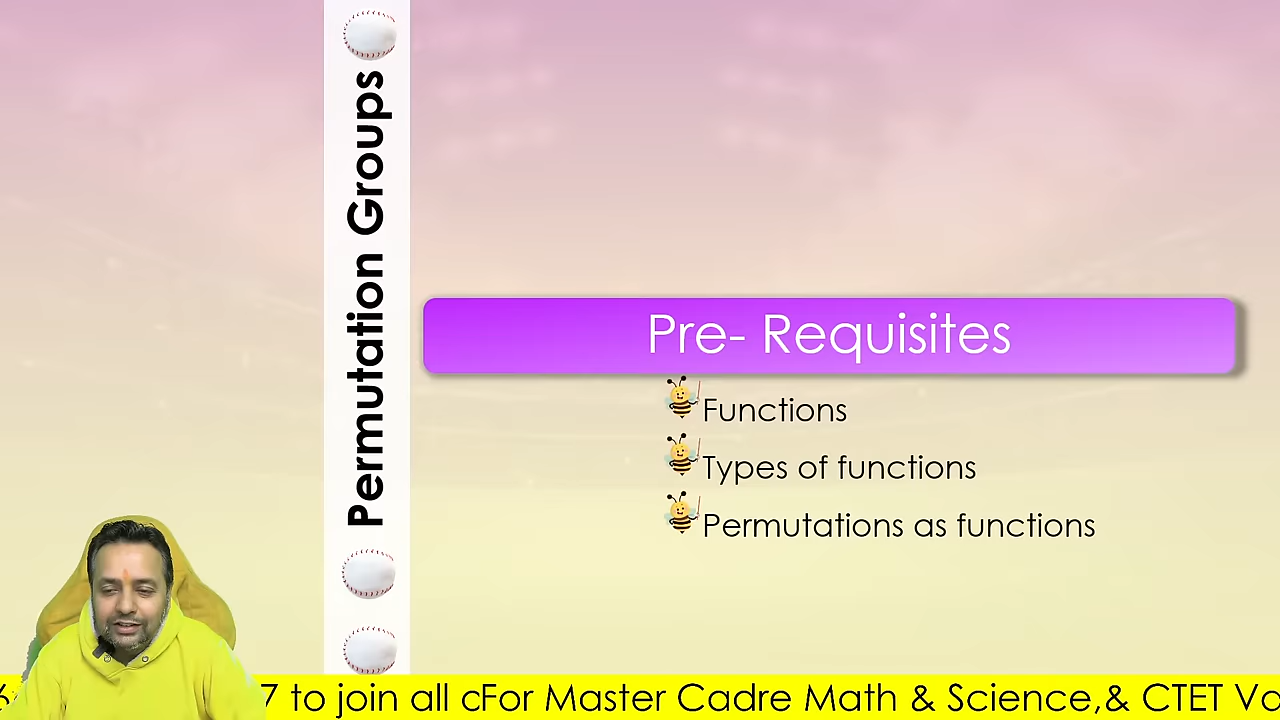 Permutation Groups
Pre- Requisites
Functions
Types of functions
Permutations as functions
7 to join all cFor Master Cadre Math & Science,& CTET